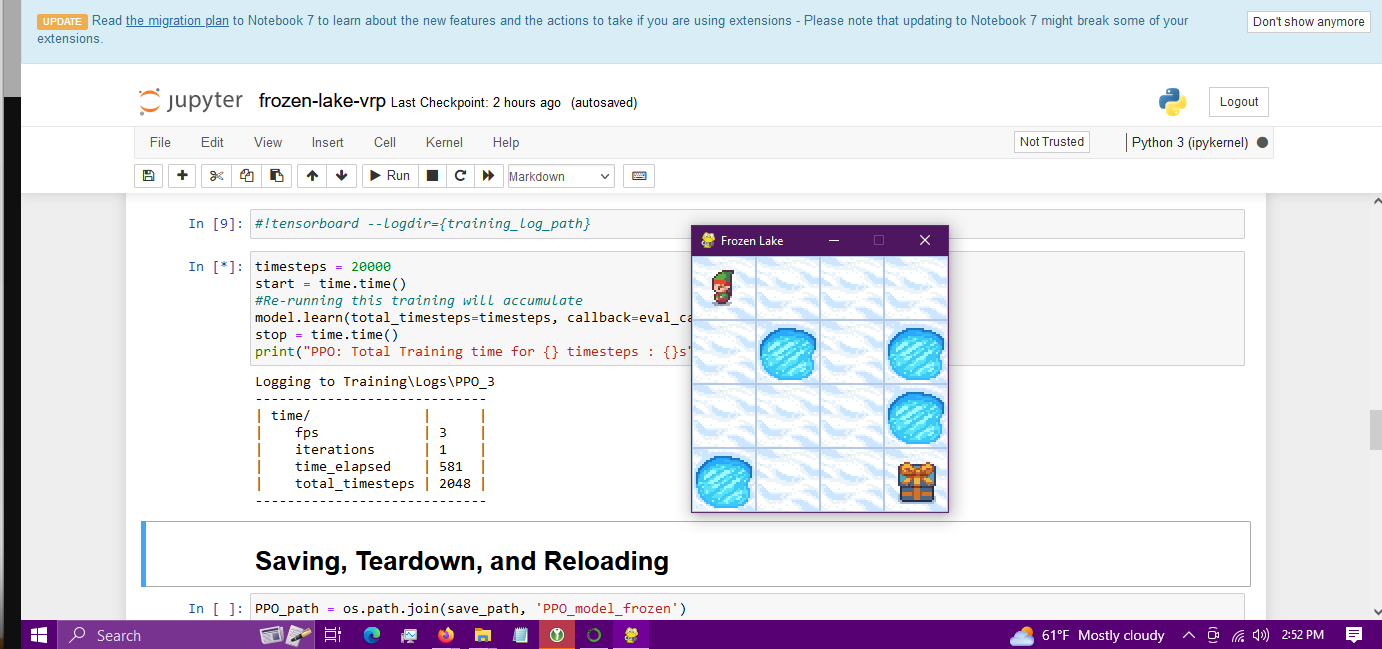 UPDATE Read the migration plan to Notebook 7 to learn about the new features and the actions to take if you are using extensions - Please note that updating to Notebook 7 might break some of your
extensions.
Don't show anymore
jupyter frozen-lake-vrp Last Checkpoint: 2 hours ago (autosaved)
Logout
File Edit View Insert Cell Kernel Help
Not Trusted
Python 3 (ipykernel)
Run
Markdown
In [9]: #!tensorboard --logdir={training_log_path}
Frozen Lake
In [*]: timesteps = 20000
start = time.time()
#Re-running this training will accumulate
model.learn(total_timesteps=timesteps, callback=eval_ca
stop = time.time()
print("PPO: Total Training time for {} timesteps : {}s"
Logging to Training\Logs\PPO_3
-----------------------------
| time/ | |
| fps | 3 |
| iterations | 1 |
| time_elapsed | 581 |
| total_timesteps | 2048 |
-----------------------------
Saving, Teardown, and Reloading
In [ ]: PPO_path = os.path.join(save_path, 'PPO_model_frozen')
Search
61°F Mostly cloudy
2:52 PM